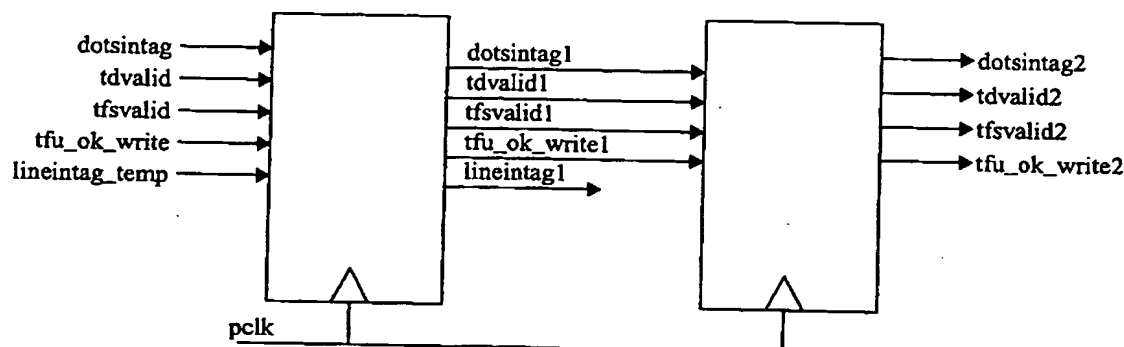 dotsintag
tdvalid
tfsvalid
tfu_ok_write
lineintag_temp
dotsintag1
tdvalid1
tfsvalid1
tfu_ok_write1
lineintag1
dotsintag2
tdvalid2
tfsvalid2
tfu_ok_write2
pclk